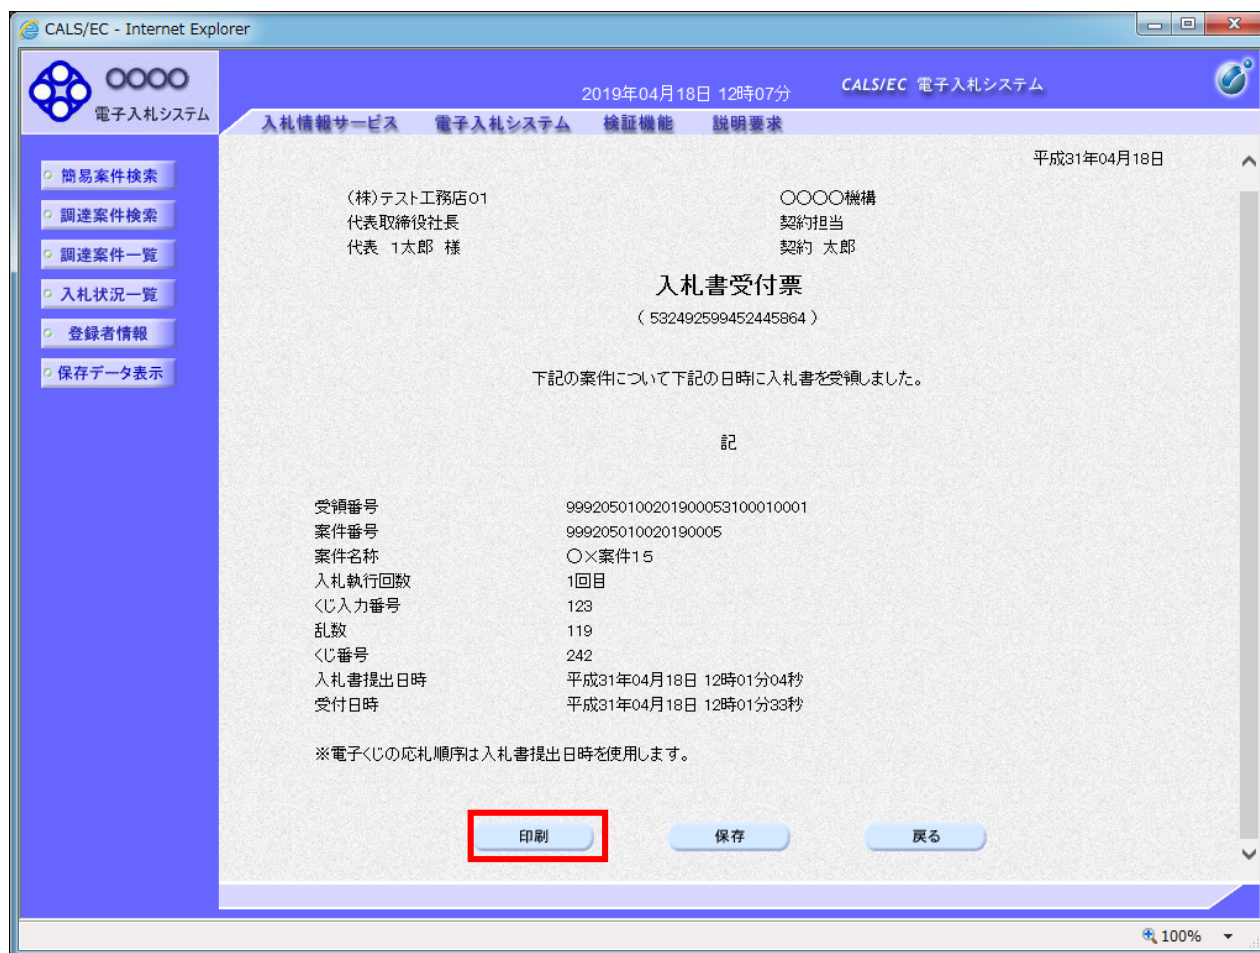 CALS/EC - Internet Explorer
○○○○
電子入札システム
2019年04月18日 12時07分
CALS/EC 電子入札システム
入札情報サービス 電子入札システム 検証機能 説明要求
簡易案件検索
調達案件検索
調達案件一覧
入札状況一覧
登録者情報
保存データ表示
平成31年04月18日
(株)テスト工務店01 ○○○○機構
代表取締役社長 契約担当
代表 1太郎 様 契約 太郎
入札書受付票
( 532492599452445864 )
下記の案件について下記の日時に入札書を受領しました。
記
受領番号 9992050100201900053100010001
案件番号 999205010020190005
案件名称 ○×案件15
入札執行回数 1回目
くじ入力番号 123
乱数 119
くじ番号 242
入札書提出日時 平成31年04月18日 12時01分04秒
受付日時 平成31年04月18日 12時01分33秒
※電子くじの応札順序は入札書提出日時を使用します。
印刷 保存 戻る
100%